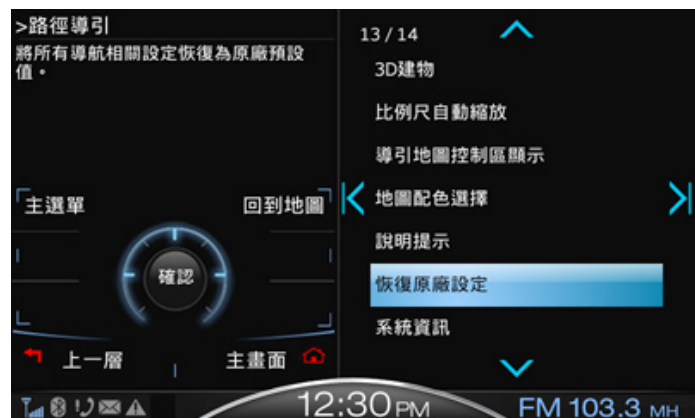 >路徑導引
將所有導航相關設定恢復為原廠預設
值。
主選單
回到地圖
確認
上一層
主畫面
13/14
3D建物
比例尺自動縮放
導引地圖控制區顯示
地圖配色選擇
說明提示
恢復原廠設定
系統資訊
12:30 PM
FM 103.3 MH